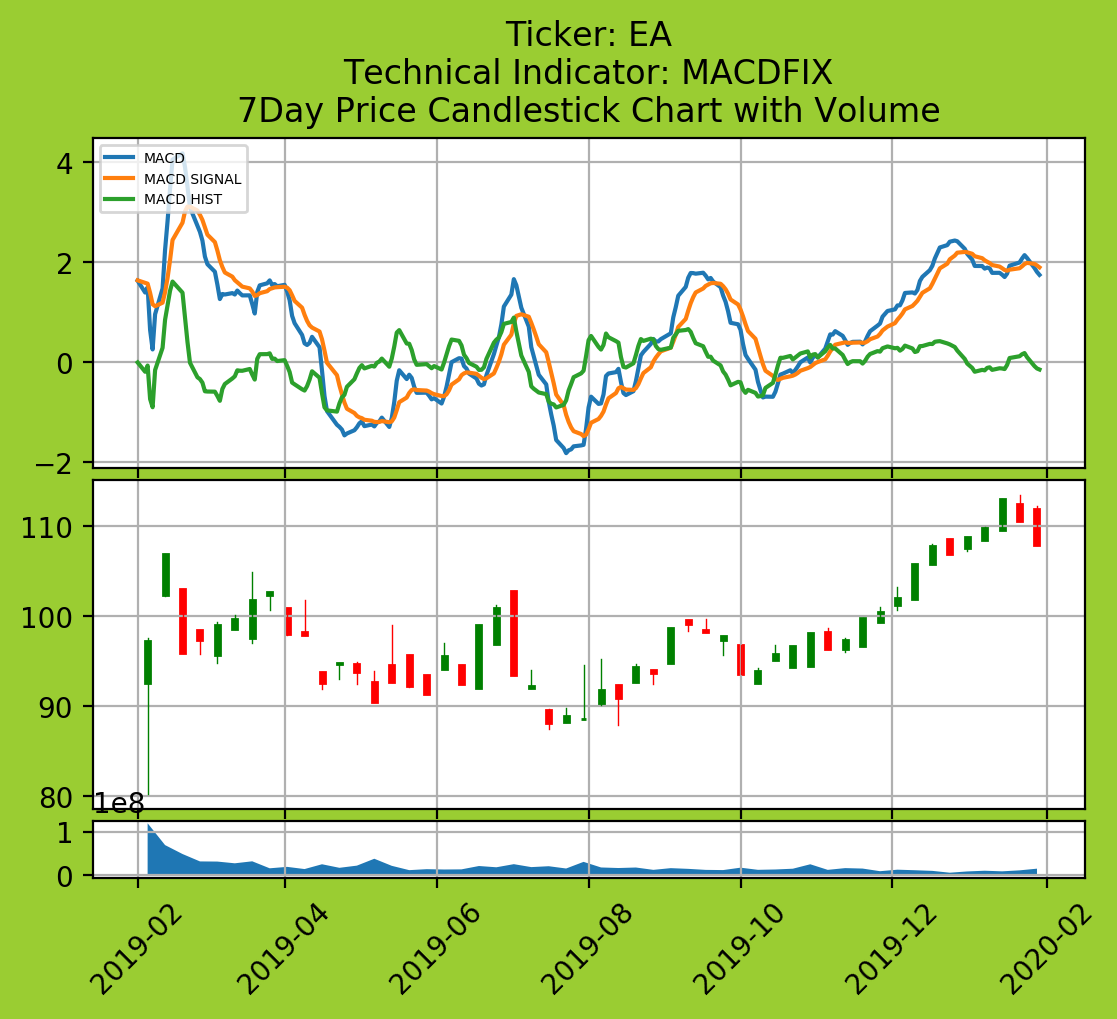 Ticker: EA
Technical Indicator: MACDFIX
7Day Price Candlestick Chart with Volume
MACD
MACD SIGNAL
MACD HIST
4
2
0
−2
110
100
90
80
1e8
1
0
2019-02
2019-04
2019-06
2019-08
2019-10
2019-12
2020-02